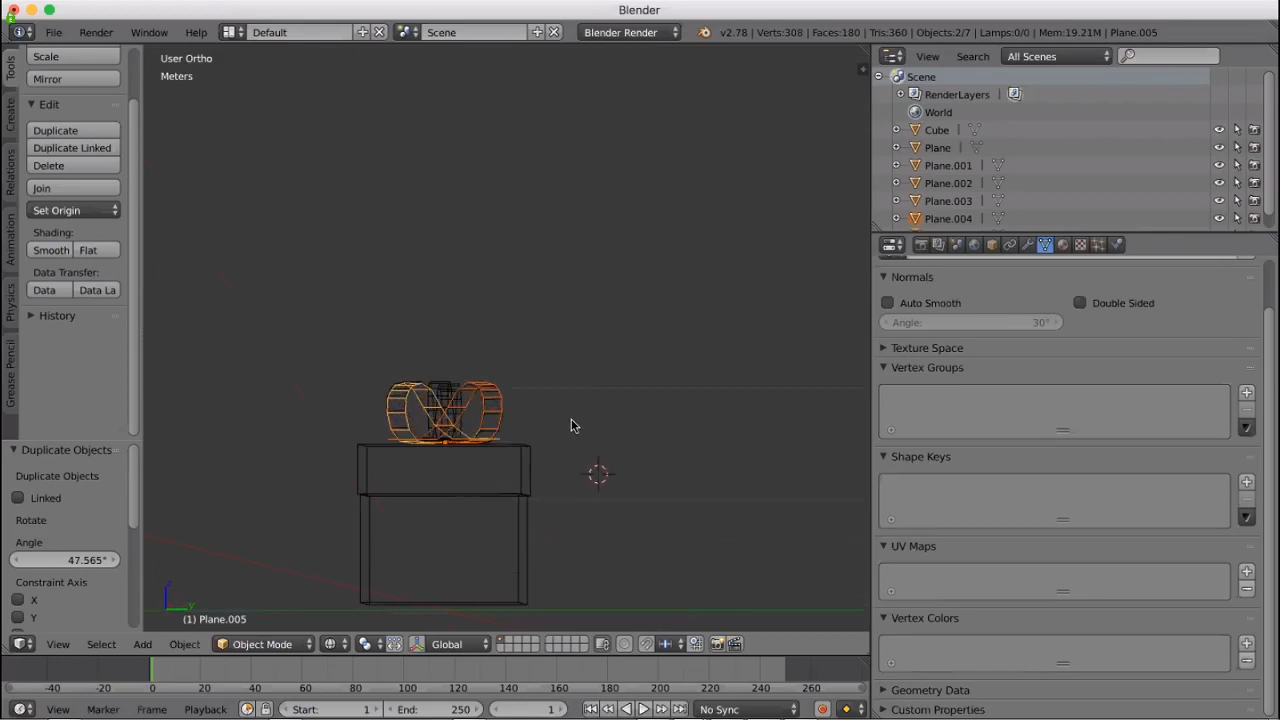 Blender
File Render Window Help Default Scene Blender Render v2.78 | Verts:308 | Faces:180 | Tris:360 | Objects:2/7 | Lamps:0/0 | Mem:19.21M | Plane.005
Tools
Create
Relations
Animation
Physics
Grease Pencil
Scale
Mirror
Edit
Duplicate
Duplicate Linked
Delete
Join
Set Origin
Shading:
Smooth Flat
Data Transfer:
Data Data La
History
Duplicate Objects
Duplicate Objects
Linked
Rotate
Angle
47.565°
Constraint Axis
X
Y
User Ortho
Meters
z
y
(1) Plane.005
View Select Add Object Object Mode Global
-40 -20 0 20 40 60 80 100 120 140 160 180 200 220 240 260
View Marker Frame Playback Start: 1 End: 250 1 No Sync
View Search All Scenes
Scene
RenderLayers
World
Cube
Plane
Plane.001
Plane.002
Plane.003
Plane.004
Normals
Auto Smooth Double Sided
Angle: 30°
Texture Space
Vertex Groups
Shape Keys
UV Maps
Vertex Colors
Geometry Data
Custom Properties